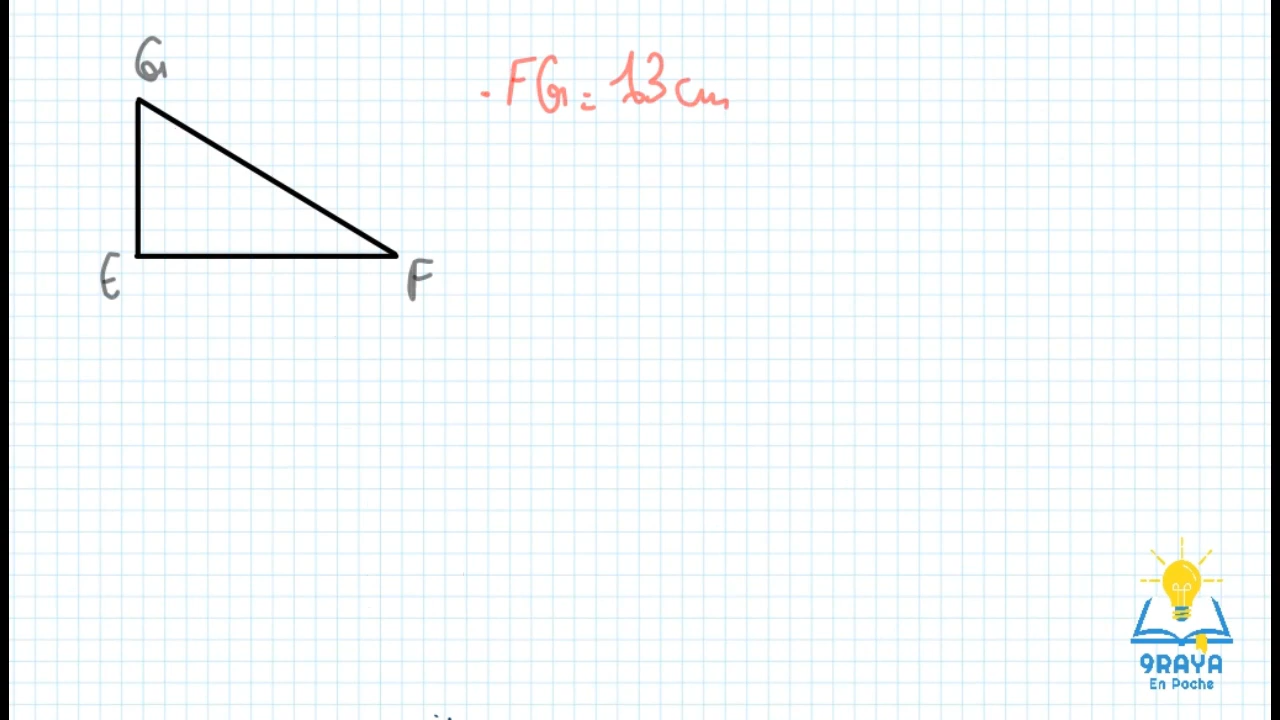 G
. FG = 13 cm
E
F
9RAYA
En Poche